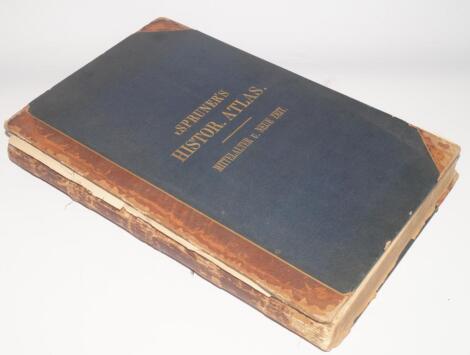 v.SPRUNER'S
HISTOR. ATLAS.
MITTELALTER U. NEUE ZEIT.